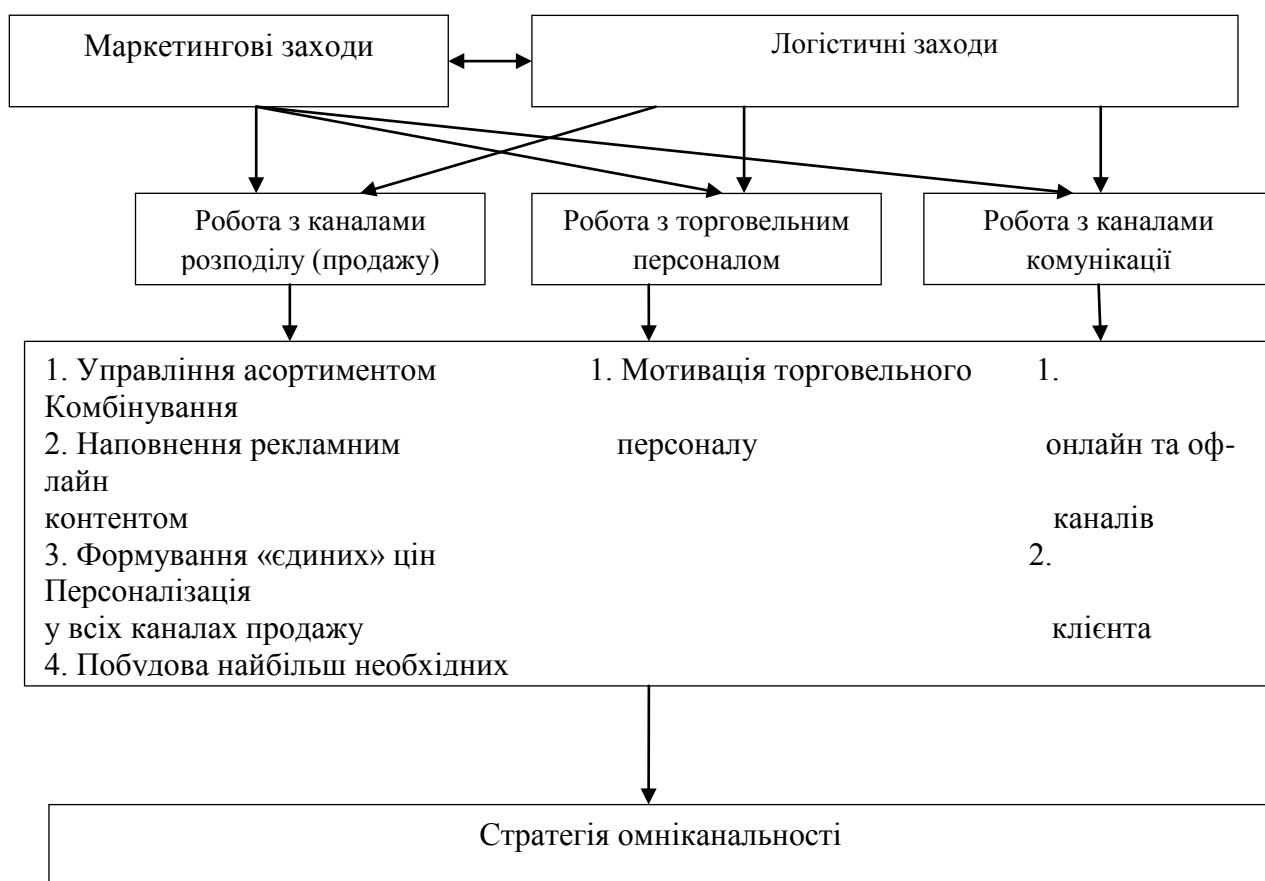 Маркетингові заходи
Логістичні заходи
Робота з каналами
розподілу (продажу)
Робота з торговельним
персоналом
Робота з каналами
комунікації
1. Управління асортиментом 1. Мотивація торговельного 1.
Комбінування
2. Наповнення рекламним персоналу онлайн та оф-
лайн
контентом каналів
3. Формування «єдиних» цін 2.
Персоналізація
у всіх каналах продажу клієнта
4. Побудова найбільш необхідних
Стратегія омніканальності